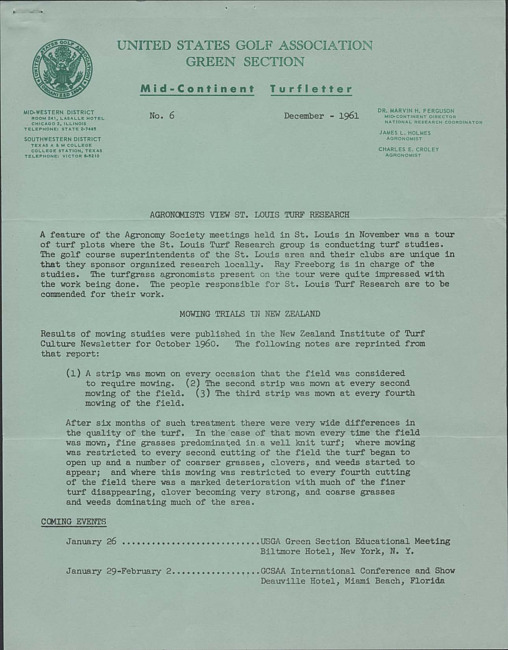 UNITED STATES GOLF ASSOCIATION
GREEN SECTION
Mid-Continent Turfletter
MID-WESTERN DISTRICT
ROOM 241, LASALLE HOTEL
CHICAGO 2, ILLINOIS
TELEPHONE: STATE 2-7485
SOUTHWESTERN DISTRICT
TEXAS A & M COLLEGE
COLLEGE STATION, TEXAS
TELEPHONE: VICTOR 6-5212
No. 6
December - 1961
DR. MARVIN H. FERGUSON
MID-CONTINENT DIRECTOR
NATIONAL RESEARCH COORDINATOR
JAMES L. HOLMES
AGRONOMIST
CHARLES E. CROLEY
AGRONOMIST
AGRONOMISTS VIEW ST. LOUIS TURF RESEARCH
A feature of the Agronomy Society meetings held in St. Louis in November was a tour
of turf plots where the St. Louis Turf Research group is conducting turf studies.
The golf course superintendents of the St. Louis area and their clubs are unique in
that they sponsor organized research locally. Ray Freeborg is in charge of the
studies. The turfgrass agronomists present on the tour were quite impressed with
the work being done. The people responsible for St. Louis Turf Research are to be
commended for their work.
MOWING TRIALS IN NEW ZEALAND
Results of mowing studies were published in the New Zealand Institute of Turf
Culture Newsletter for October 1960. The following notes are reprinted from
that report:
(1) A strip was mown on every occasion that the field was considered
to require mowing. (2) The second strip was mown at every second
mowing of the field. (3) The third strip was mown at every fourth
mowing of the field.
After six months of such treatment there were very wide differences in
the quality of the turf. In the case of that mown every time the field
was mown, fine grasses predominated in a well knit turf; where mowing
was restricted to every second cutting of the field the turf began to
open up and a number of coarser grasses, clovers, and weeds started to
appear; and where this mowing was restricted to every fourth cutting
of the field there was a marked deterioration with much of the finer
turf disappearing, clover becoming very strong, and coarse grasses
and weeds dominating much of the area.
COMING EVENTS
January 26 ...........................USGA Green Section Educational Meeting
Biltmore Hotel, New York, N. Y.
January 29-February 2.................GCSAA International Conference and Show
Deauville Hotel, Miami Beach, Florida